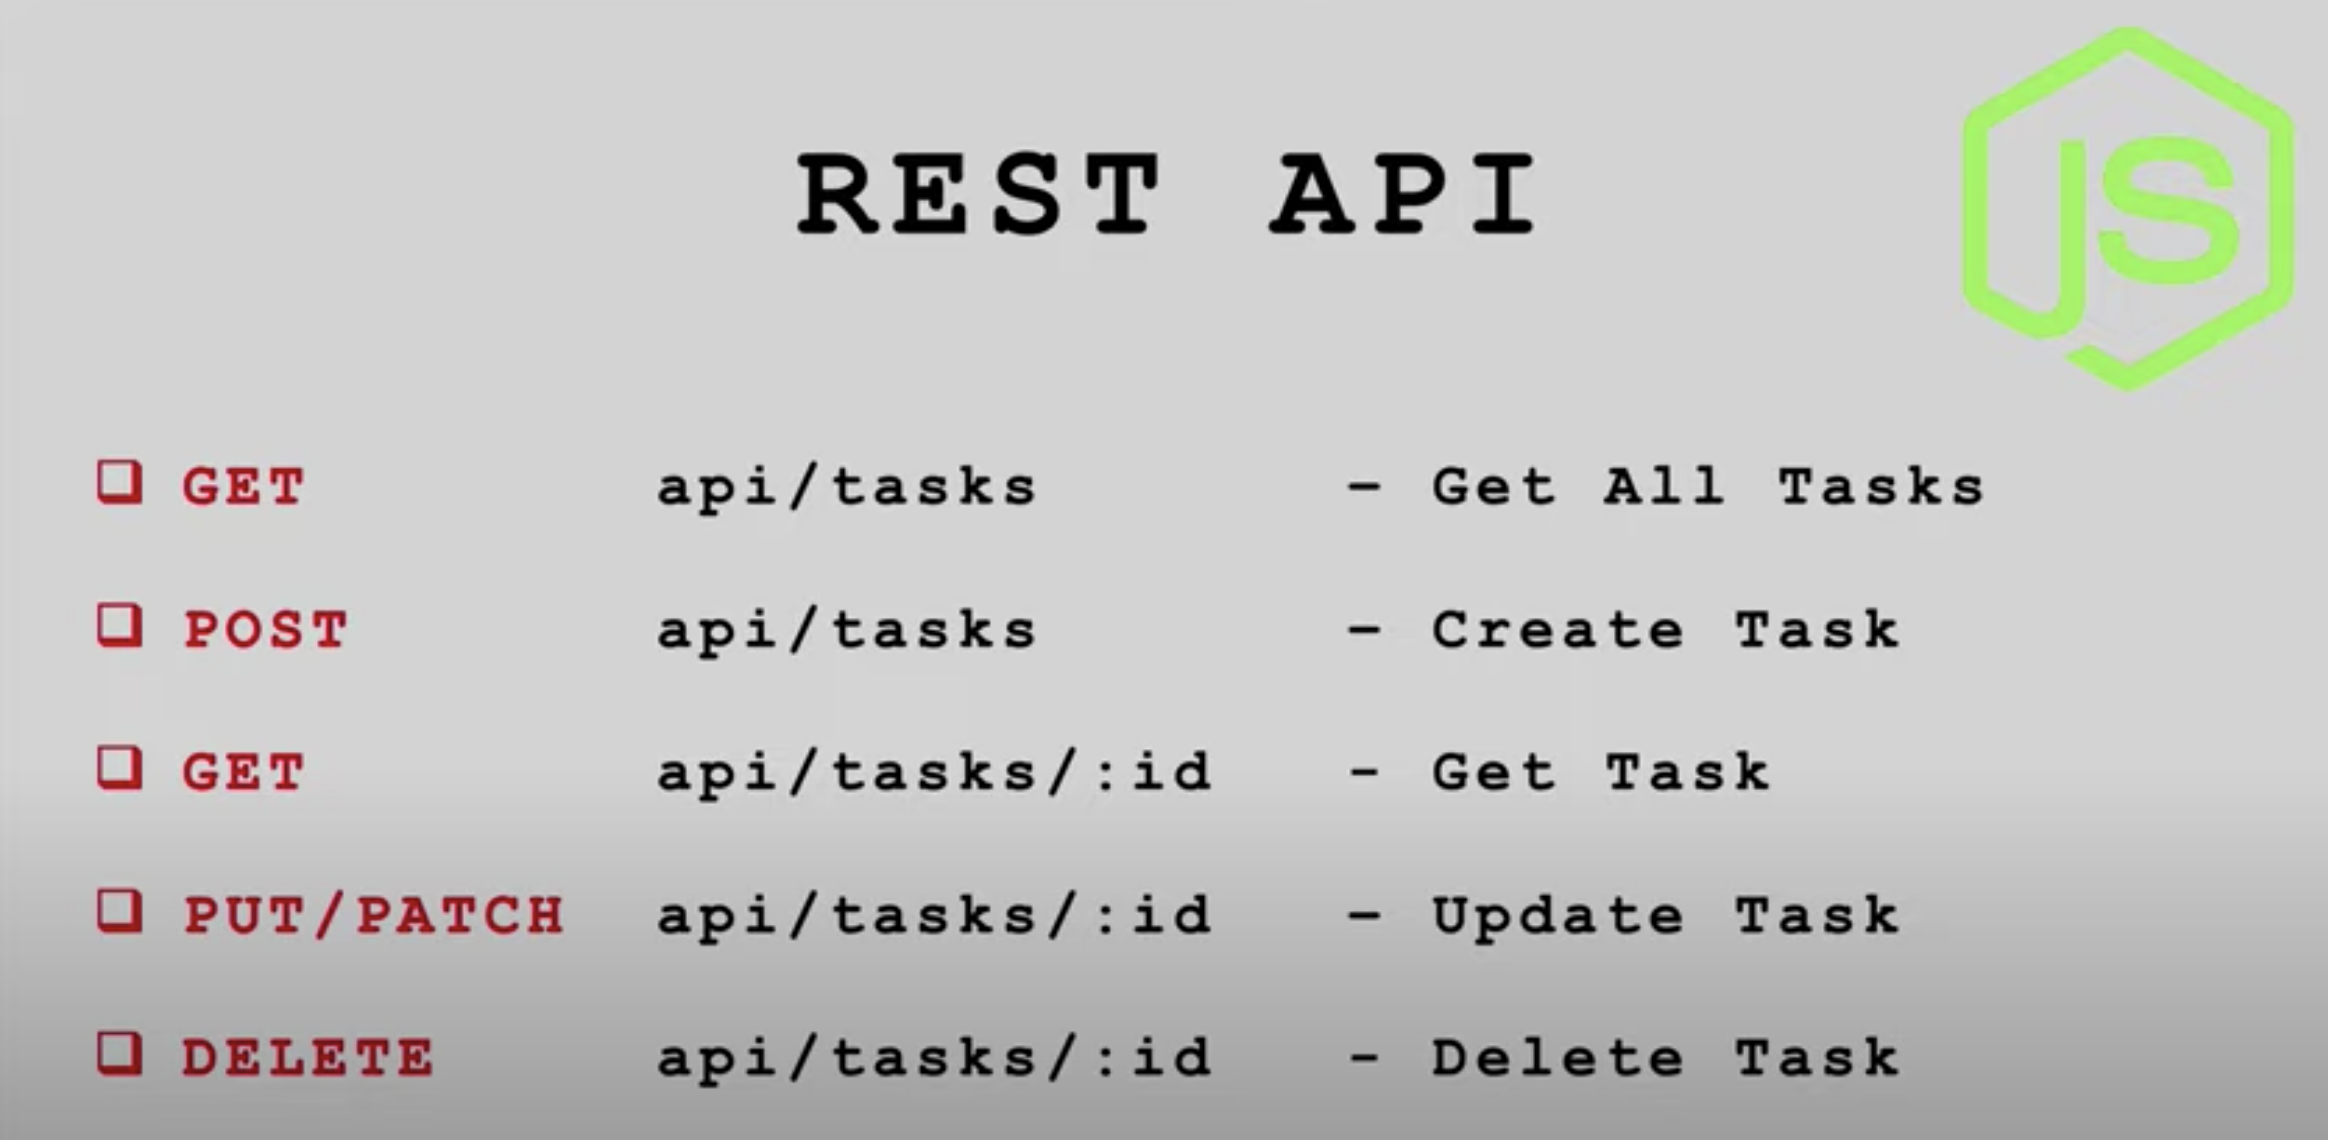 REST API
JS
❑ GET api/tasks – Get All Tasks
❑ POST api/tasks – Create Task
❑ GET api/tasks/:id - Get Task
❑ PUT/PATCH api/tasks/:id – Update Task
❑ DELETE api/tasks/:id - Delete Task